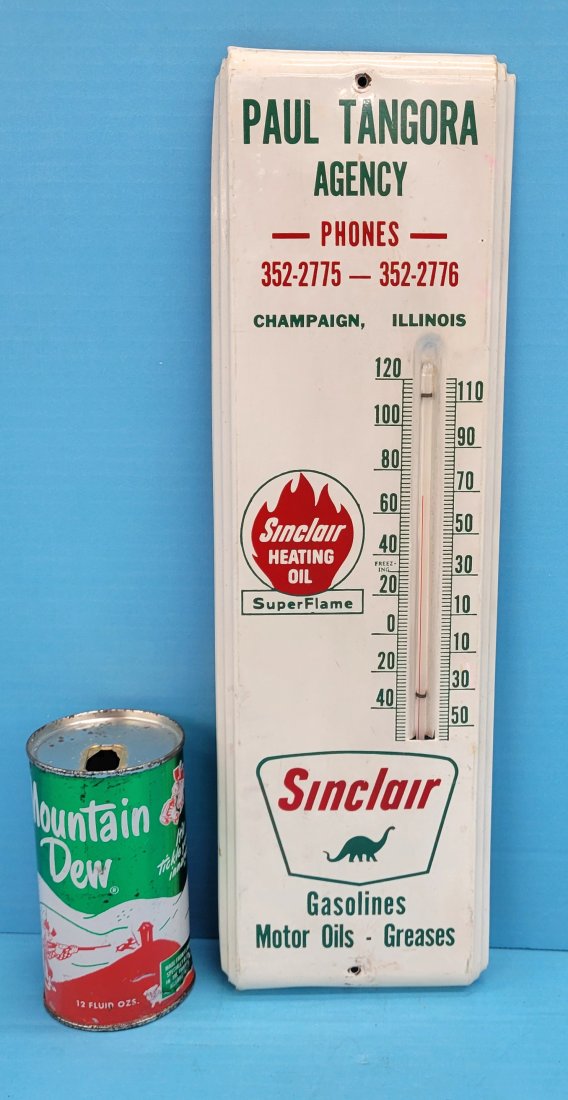 PAUL TANGORA
AGENCY
— PHONES —
352-2775 — 352-2776
CHAMPAIGN, ILLINOIS
120
110
100
90
80
70
60
50
40
30
FREEZ-
ING
20
10
0
10
20
30
40
50
Sinclair
HEATING
OIL
SuperFlame
Sinclair
Gasolines
Motor Oils - Greases
Mountain
Dew®
12 FLUID OZS.